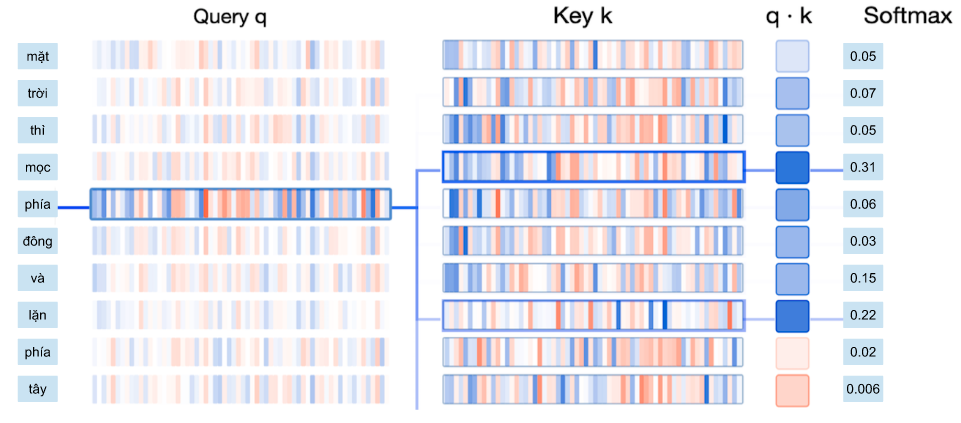 Query q Key k q · k Softmax
mặt 0.05
trời 0.07
thì 0.05
mọc 0.31
phía 0.06
đông 0.03
và 0.15
lặn 0.22
phía 0.02
tây 0.006